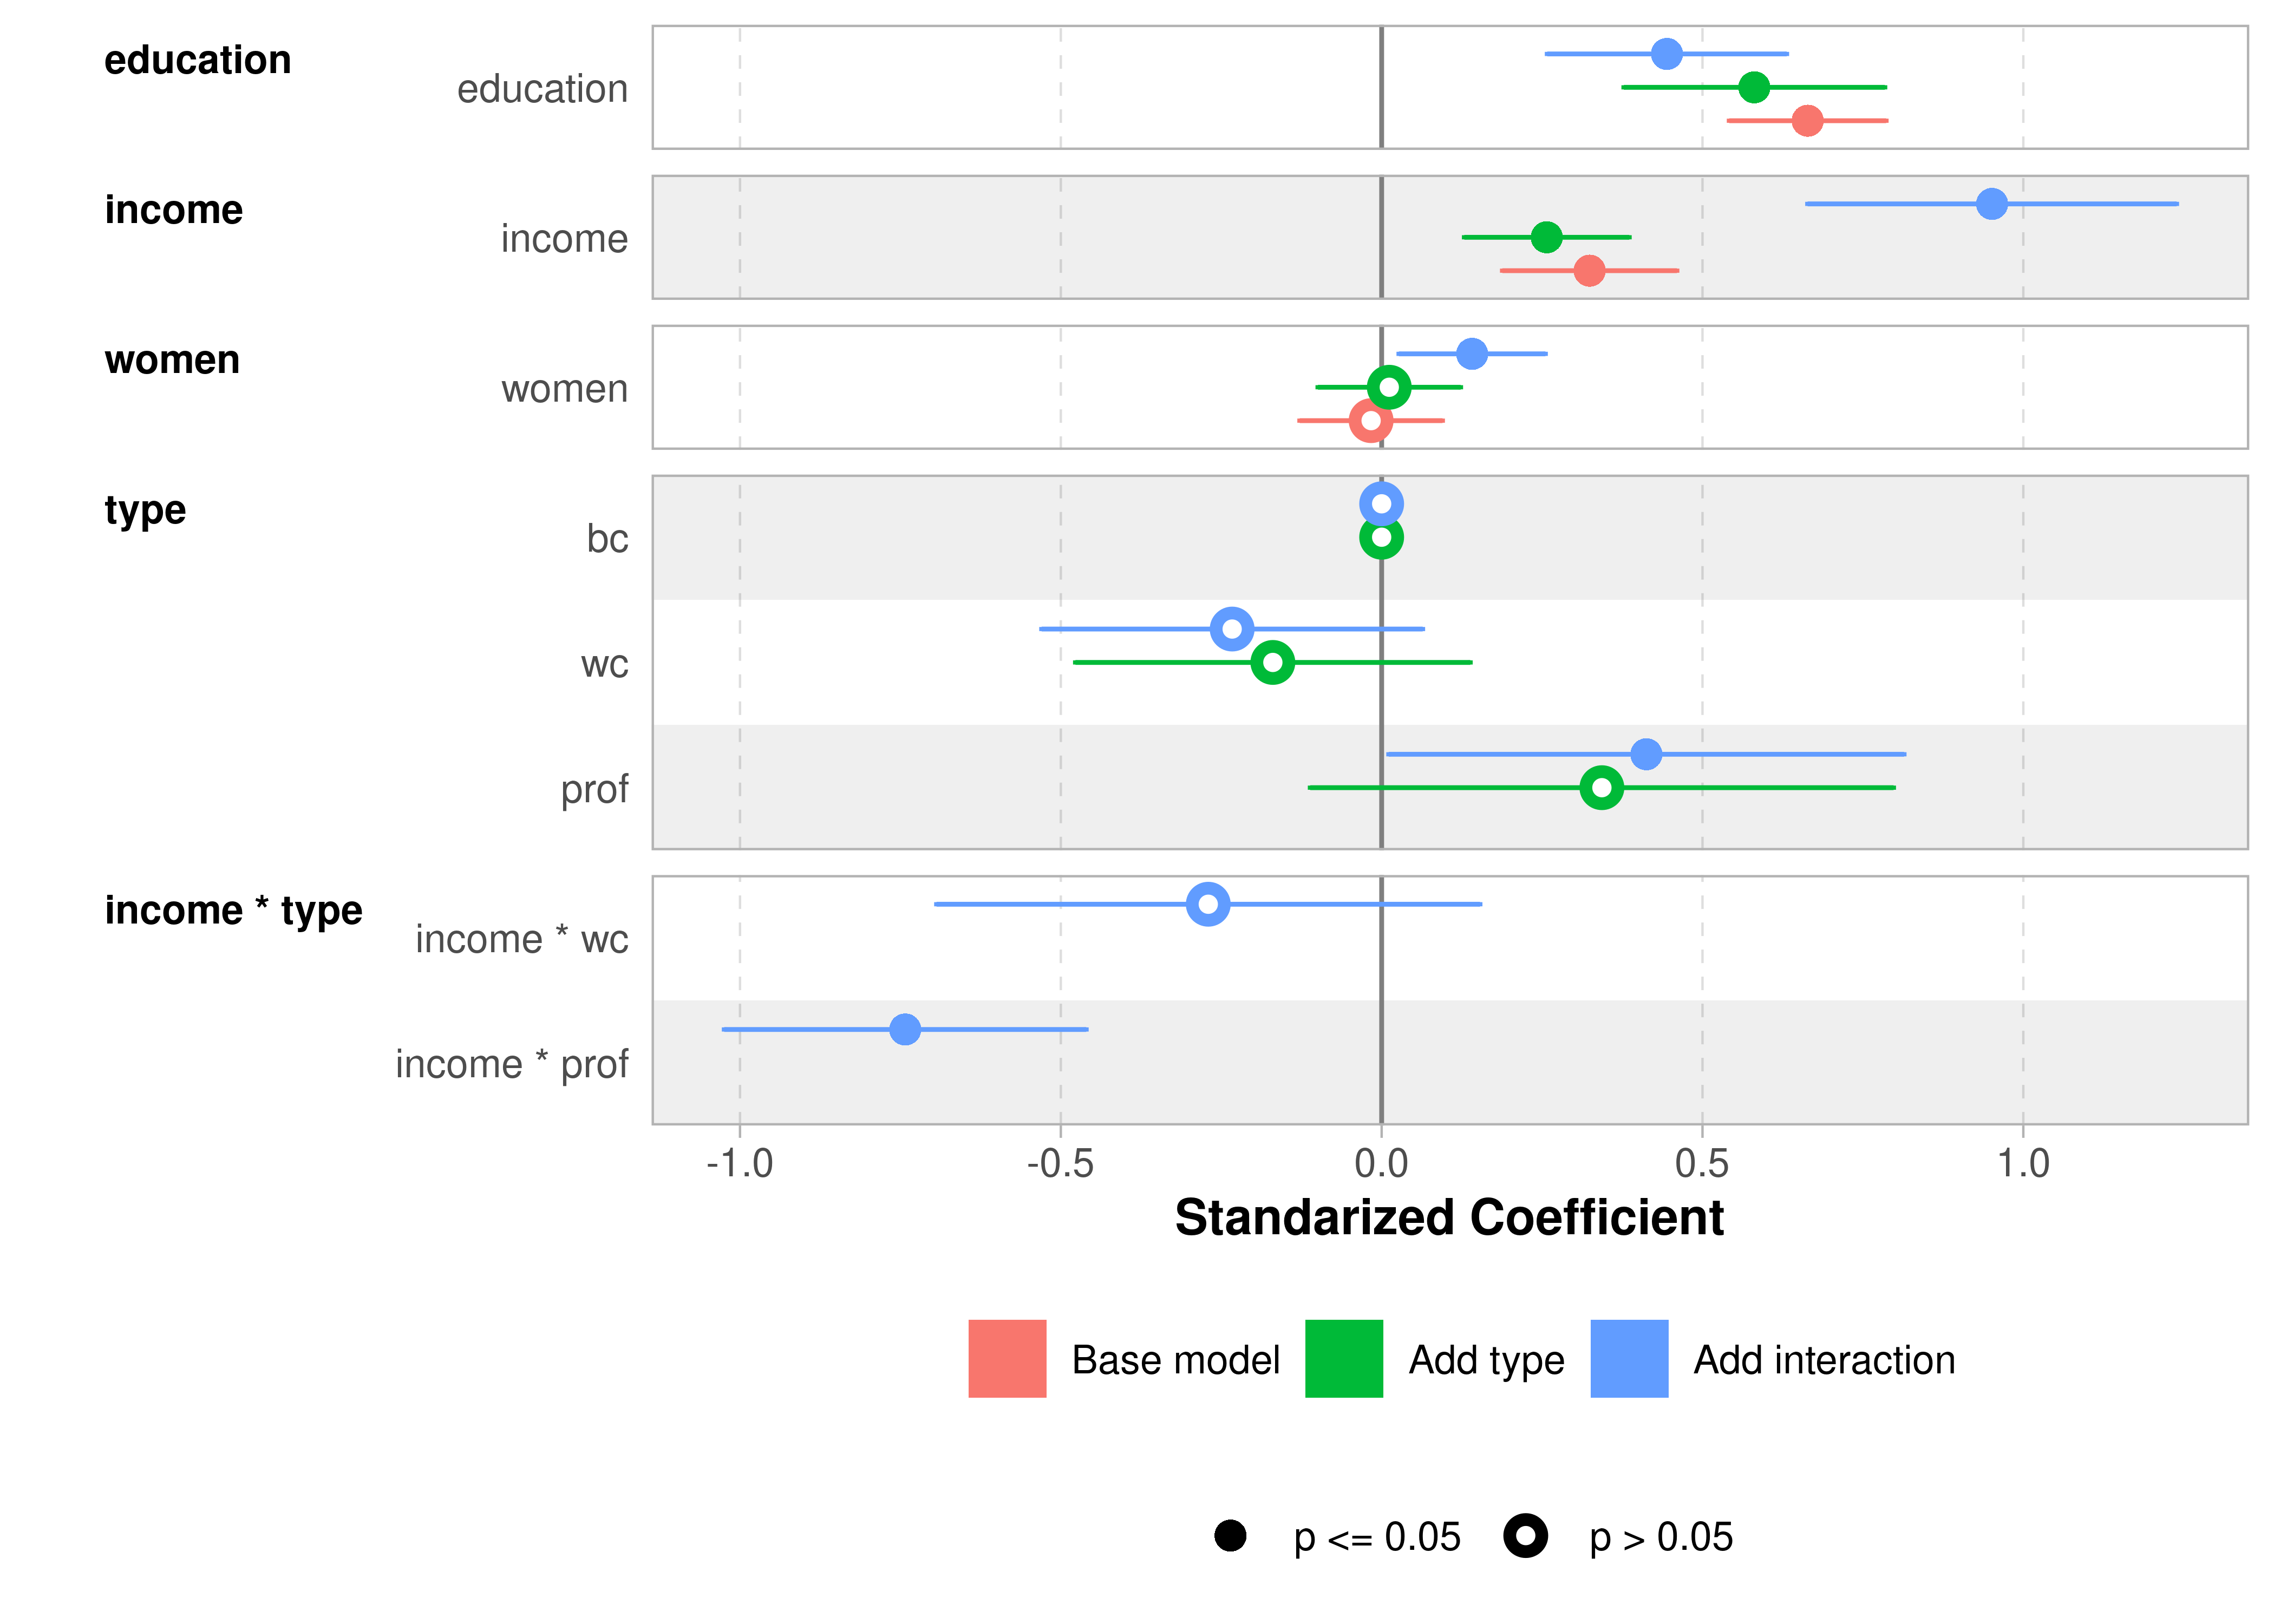 education
education
income
income
women
women
type
bc
wc
prof
income * type
income * wc
income * prof
-1.0 -0.5 0.0 0.5 1.0
Standarized Coefficient
Base model Add type Add interaction
p <= 0.05 p > 0.05